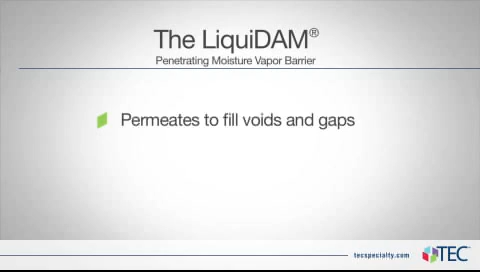 The LiquiDAM®
Penetrating Moisture Vapor Barrier
Permeates to fill voids and gaps
tecspecialty.com
TEC